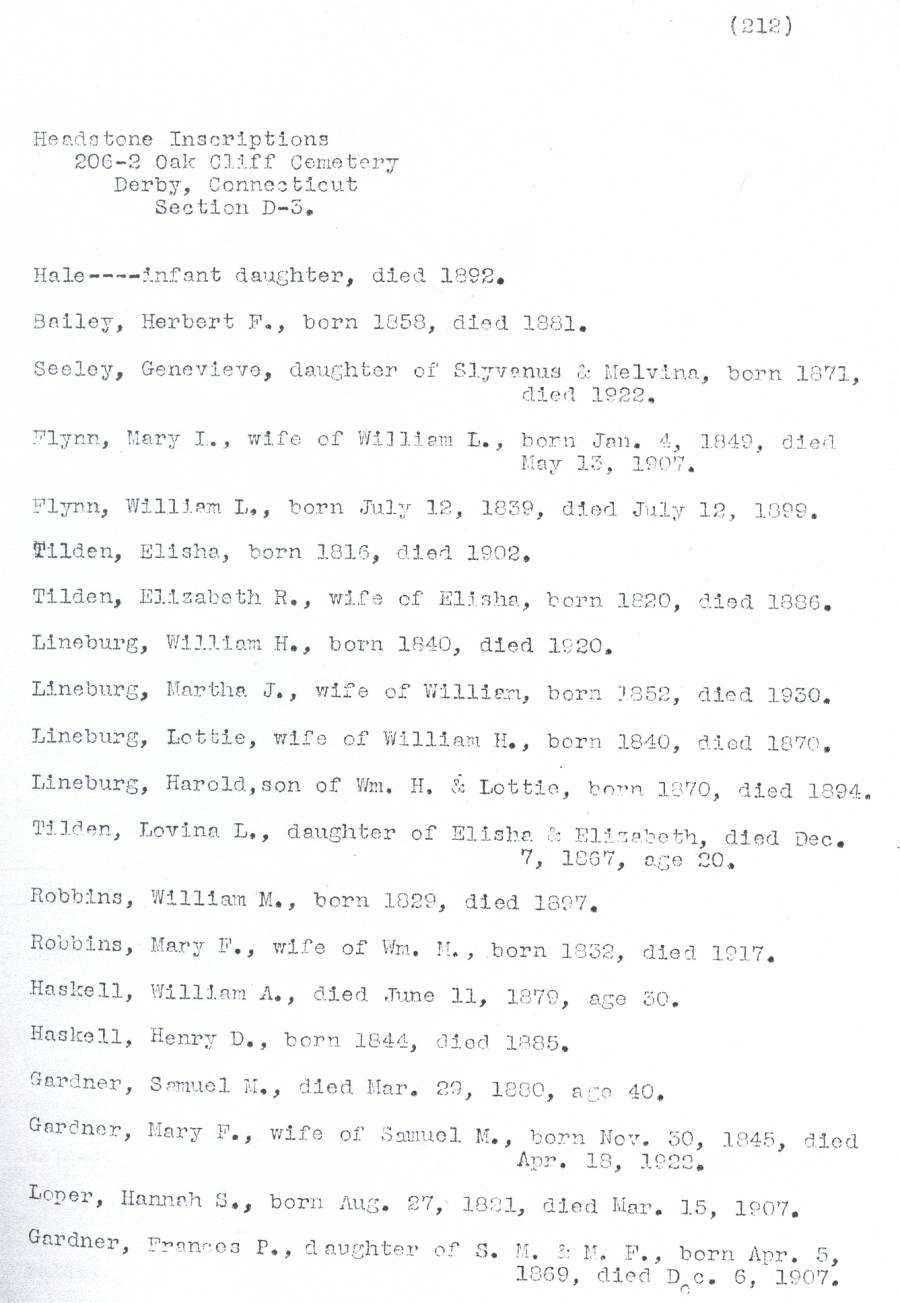 (212)
Headstone Inscriptions
206-2 Oak Cliff Cemetery
Derby, Connecticut
Section D-3.
Hale----infant daughter, died 1892.
Bailey, Herbert F., born 1858, died 1881.
Seeley, Genevieve, daughter of Slyvanus & Melvina, born 1871,
died 1922.
Flynn, Mary I., wife of William L., born Jan. 4, 1849, died
May 13, 1907.
Flynn, William L., born July 12, 1839, died July 12, 1899.
Tilden, Elisha, born 1816, died 1902.
Tilden, Elizabeth R., wife of Elisha, born 1820, died 1886.
Lineburg, William H., born 1840, died 1920.
Lineburg, Martha J., wife of William, born 1852, died 1930.
Lineburg, Lottie, wife of William H., born 1840, died 1870.
Lineburg, Harold,son of Wm. H. & Lottie, born 1870, died 1894.
Tilden, Lovina L., daughter of Elisha & Elizabeth, died Dec.
7, 1867, age 20.
Robbins, William M., born 1829, died 1897.
Robbins, Mary F., wife of Wm. M., born 1832, died 1917.
Haskell, William A., died June 11, 1879, age 30.
Haskell, Henry D., born 1844, died 1885.
Gardner, Samuel M., died Mar. 29, 1880, age 40.
Gardner, Mary F., wife of Samuel M., born Nov. 30, 1845, died
Apr. 18, 1922.
Loper, Hannah S., born Aug. 27, 1821, died Mar. 15, 1907.
Gardner, Frances P., daughter of S. M. & M. F., born Apr. 5,
1869, died Dec. 6, 1907.